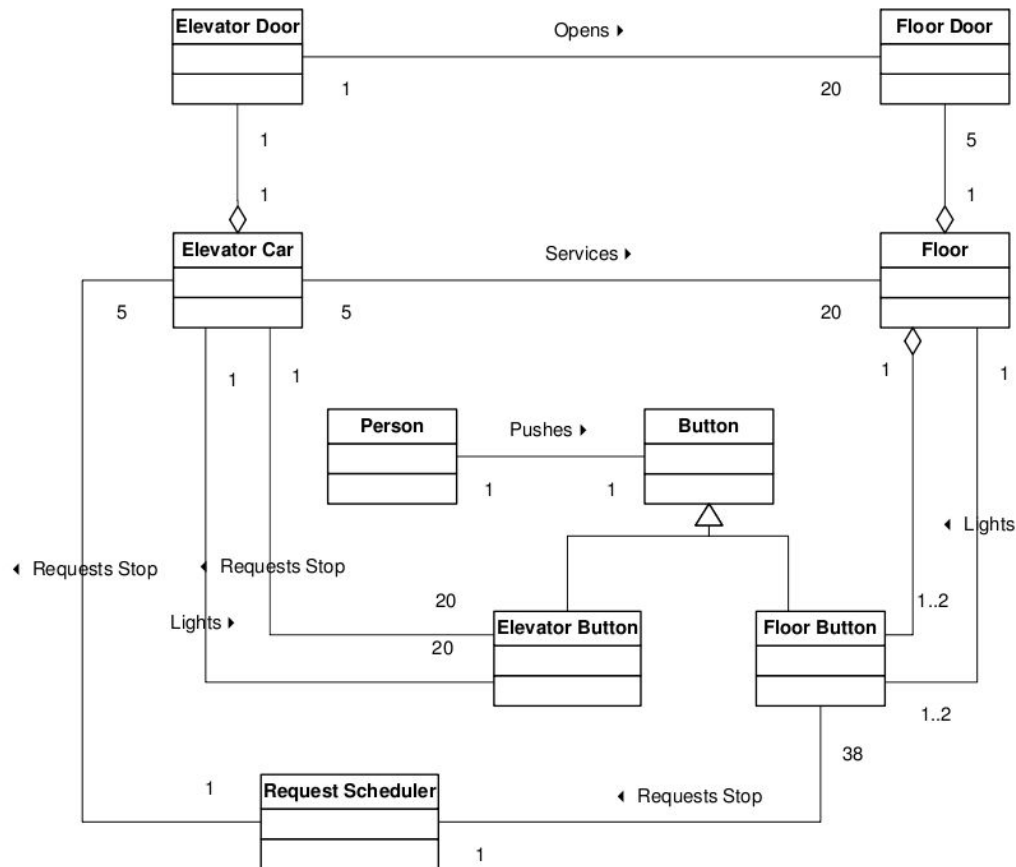 Elevator Door
Opens ▸
Floor Door
1
20
1
5
1
1
Elevator Car
Services ▸
Floor
5
5
20
1
1
1
1
Person
Pushes ▸
Button
1
1
◂ Lights
◂ Requests Stop
◂ Requests Stop
20
1..2
Lights ▸
Elevator Button
Floor Button
20
1..2
38
1
Request Scheduler
◂ Requests Stop
1